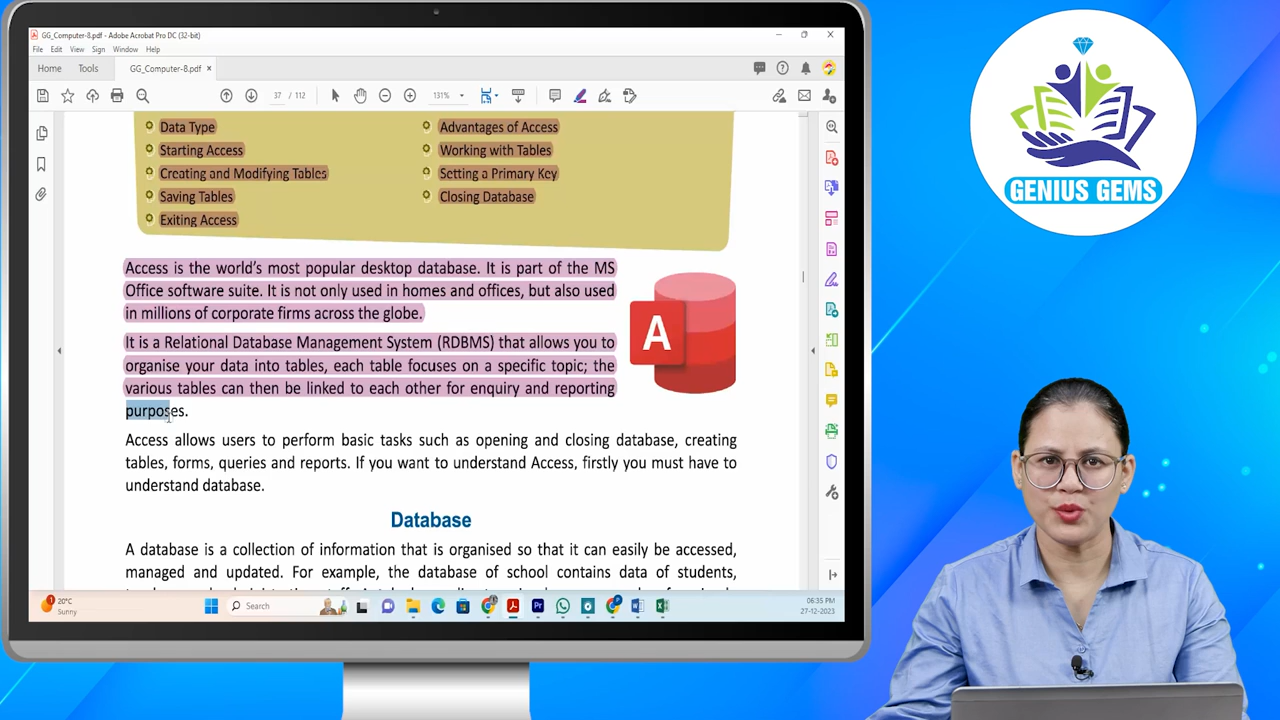 GG_Computer-8.pdf - Adobe Acrobat Pro DC (32-bit)
File Edit View Sign Window Help
Home Tools GG_Computer-8.pdf ×
37 / 112 131%
Data Type
Advantages of Access
Starting Access
Working with Tables
Creating and Modifying Tables
Setting a Primary Key
Saving Tables
Closing Database
Exiting Access
Access is the world's most popular desktop database. It is part of the MS
Office software suite. It is not only used in homes and offices, but also used
in millions of corporate firms across the globe.
It is a Relational Database Management System (RDBMS) that allows you to
organise your data into tables, each table focuses on a specific topic; the
various tables can then be linked to each other for enquiry and reporting
purposes.
A
Access allows users to perform basic tasks such as opening and closing database, creating
tables, forms, queries and reports. If you want to understand Access, firstly you must have to
understand database.
Database
A database is a collection of information that is organised so that it can easily be accessed,
managed and updated. For example, the database of school contains data of students,
20°C
Sunny
Search
06:35 PM
27-12-2023
GENIUS GEMS